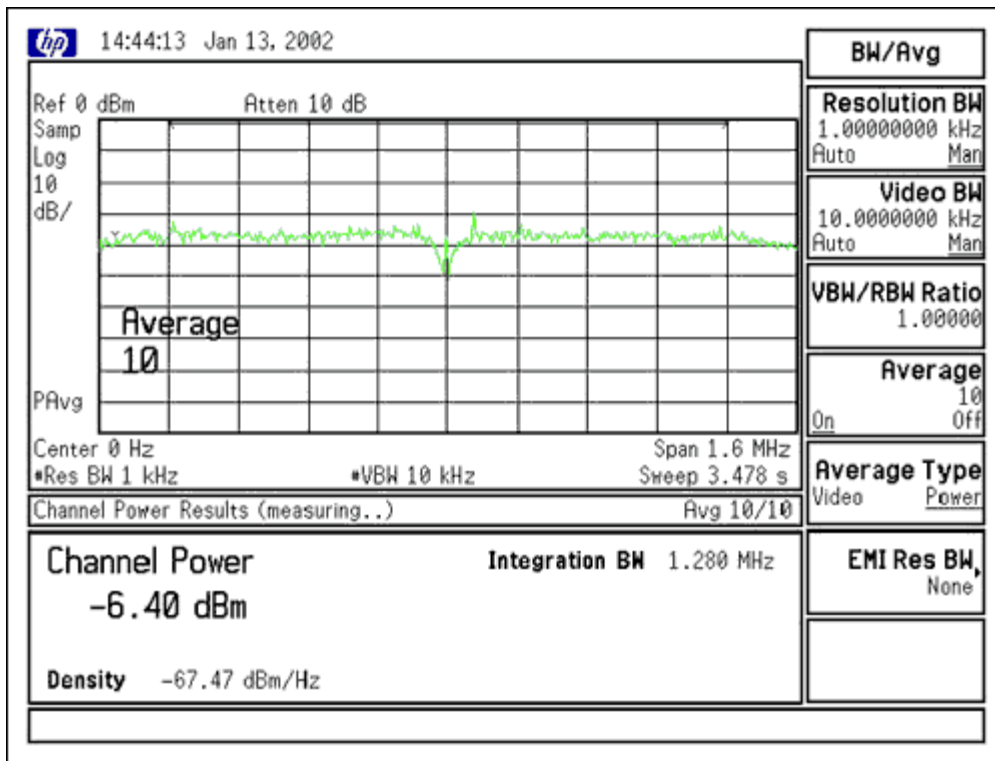 hp 14:44:13 Jan 13, 2002
Ref 0 dBm Atten 10 dB
Samp
Log
10
dB/
Average
10
PAvg
Center 0 Hz Span 1.6 MHz
#Res BW 1 kHz #VBW 10 kHz Sweep 3.478 s
Channel Power Results (measuring..) Avg 10/10
Channel Power
-6.40 dBm
Integration BW 1.280 MHz
Density -67.47 dBm/Hz
BW/Avg
Resolution BW
1.00000000 kHz
Auto Man
Video BW
10.0000000 kHz
Auto Man
VBW/RBW Ratio
1.00000
Average
10
On Off
Average Type
Video Power
EMI Res BW
None